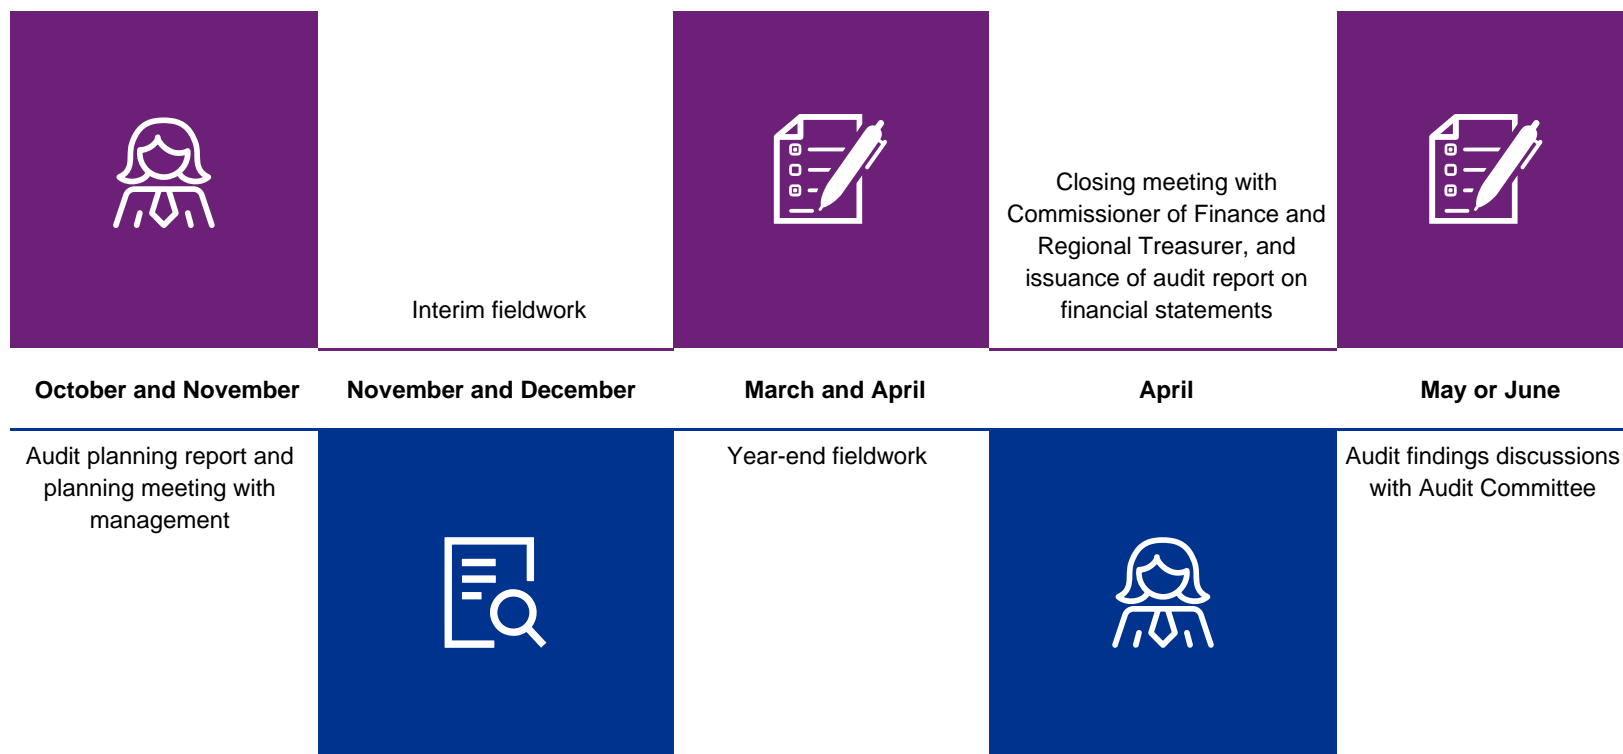 Interim fieldwork
Closing meeting with
Commissioner of Finance and
Regional Treasurer, and
issuance of audit report on
financial statements
October and November
November and December
March and April
April
May or June
Audit planning report and
planning meeting with
management
Year-end fieldwork
Audit findings discussions
with Audit Committee